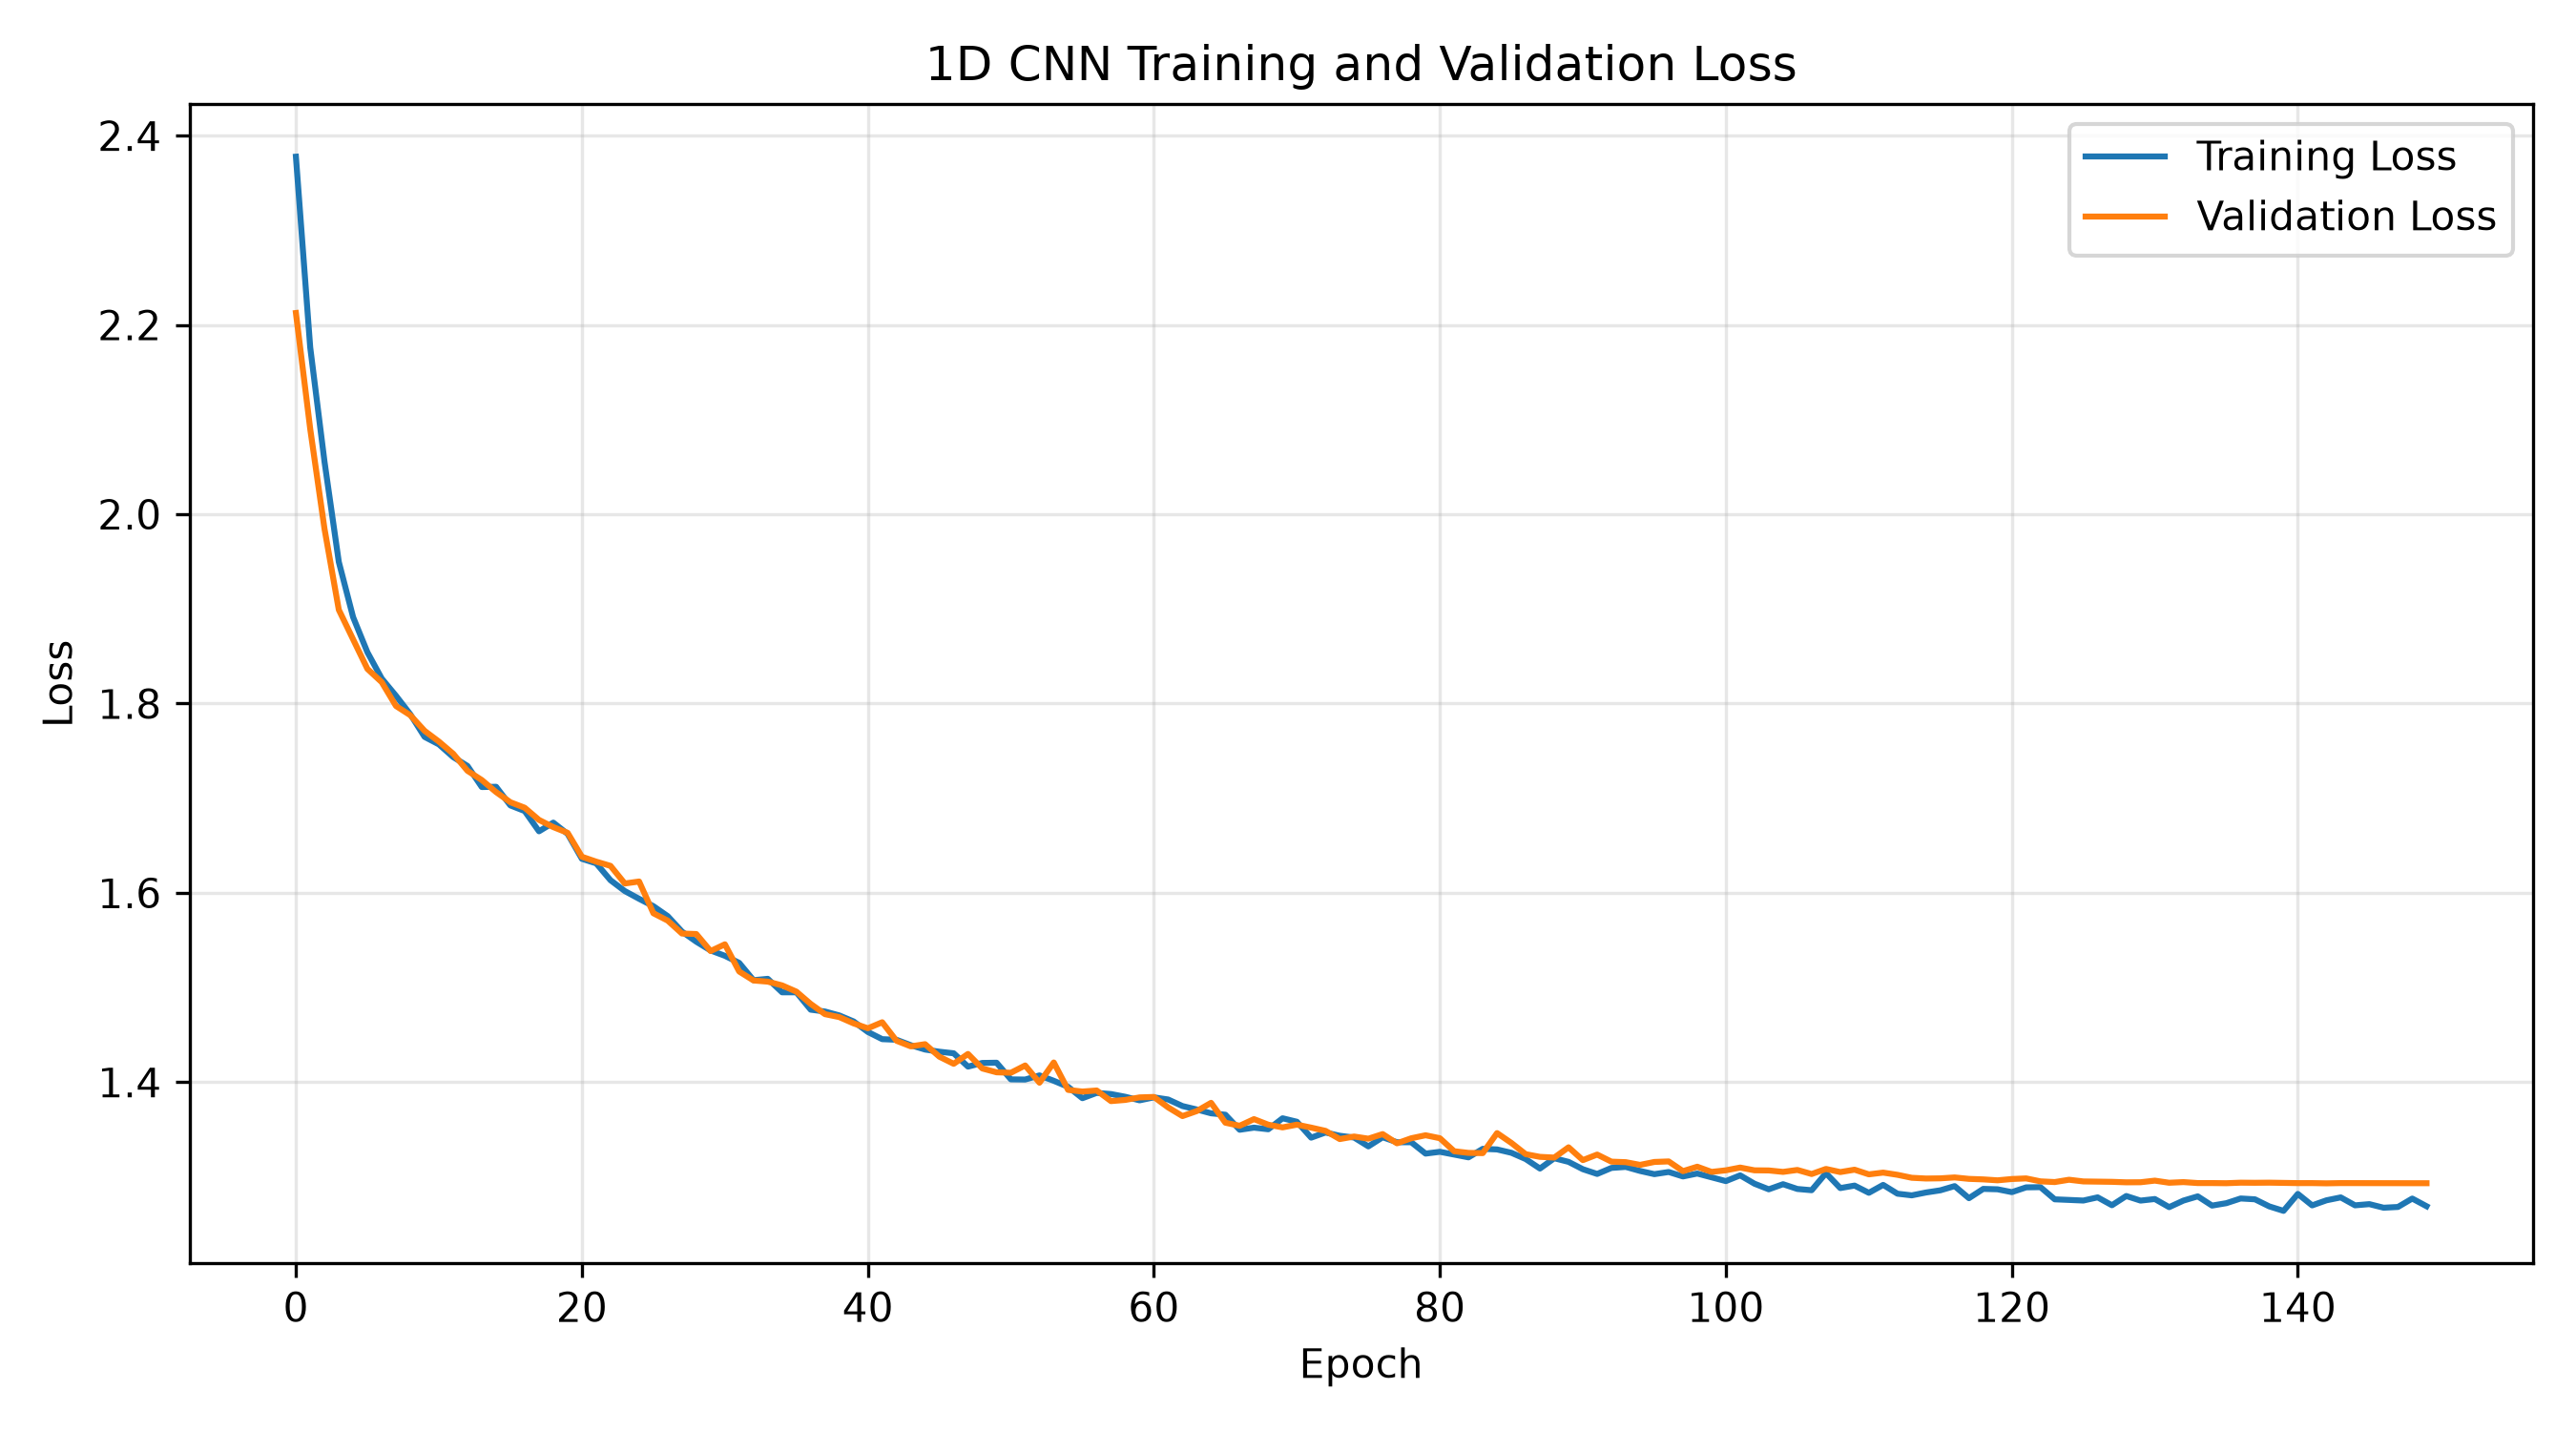 1D CNN Training and Validation Loss
Training Loss
Validation Loss
2.4
2.2
2.0
1.8
1.6
1.4
Loss
0 20 40 60 80 100 120 140
Epoch